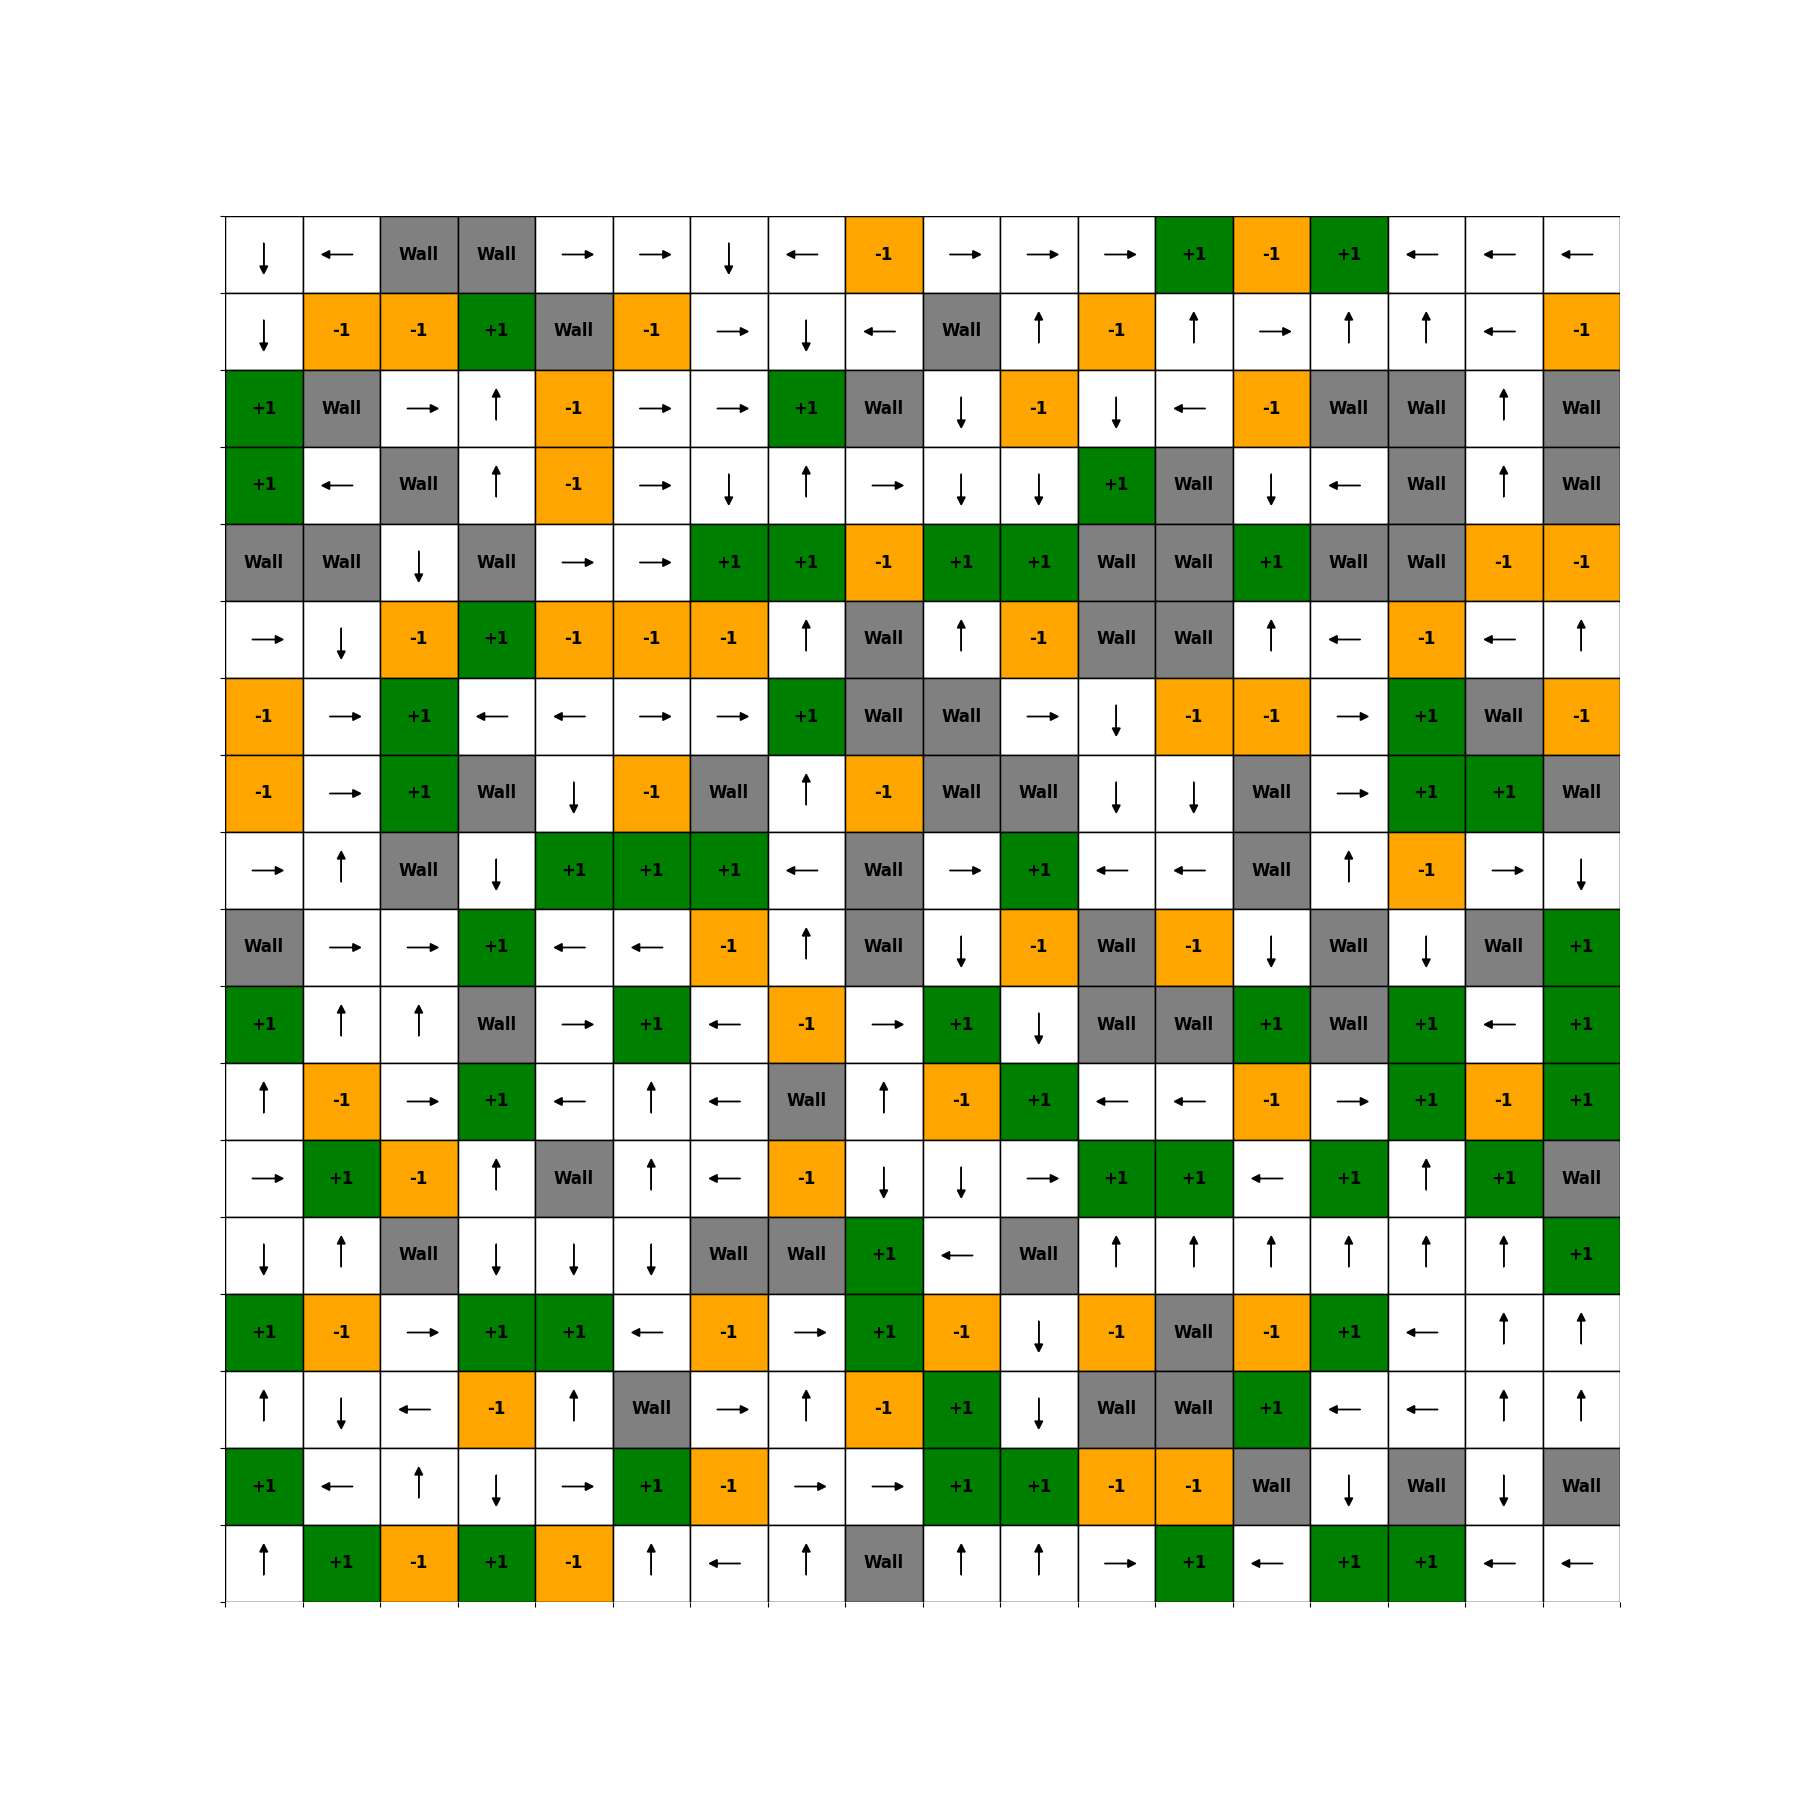 ↓ ← Wall Wall → → ↓ ← -1 → → → +1 -1 +1 ← ← ←
↓ -1 -1 +1 Wall -1 → ↓ ← Wall ↑ -1 ↑ → ↑ ↑ ← -1
+1 Wall → ↑ -1 → → +1 Wall ↓ -1 ↓ ← -1 Wall Wall ↑ Wall
+1 ← Wall ↑ -1 → ↓ ↑ → ↓ ↓ +1 Wall ↓ ← Wall ↑ Wall
Wall Wall ↓ Wall → → +1 +1 -1 +1 +1 Wall Wall +1 Wall Wall -1 -1
→ ↓ -1 +1 -1 -1 -1 ↑ Wall ↑ -1 Wall Wall ↑ ← -1 ← ↑
-1 → +1 ← ← → → +1 Wall Wall → ↓ -1 -1 → +1 Wall -1
-1 → +1 Wall ↓ -1 Wall ↑ -1 Wall Wall ↓ ↓ Wall → +1 +1 Wall
→ ↑ Wall ↓ +1 +1 +1 ← Wall → +1 ← ← Wall ↑ -1 → ↓
Wall → → +1 ← ← -1 ↑ Wall ↓ -1 Wall -1 ↓ Wall ↓ Wall +1
+1 ↑ ↑ Wall → +1 ← -1 → +1 ↓ Wall Wall +1 Wall +1 ← +1
↑ -1 → +1 ← ↑ ← Wall ↑ -1 +1 ← ← -1 → +1 -1 +1
→ +1 -1 ↑ Wall ↑ ← -1 ↓ ↓ → +1 +1 ← +1 ↑ +1 Wall
↓ ↑ Wall ↓ ↓ ↓ Wall Wall +1 ← Wall ↑ ↑ ↑ ↑ ↑ ↑ +1
+1 -1 → +1 +1 ← -1 → +1 -1 ↓ -1 Wall -1 +1 ← ↑ ↑
↑ ↓ ← -1 ↑ Wall → ↑ -1 +1 ↓ Wall Wall +1 ← ← ↑ ↑
+1 ← ↑ ↓ → +1 -1 → → +1 +1 -1 -1 Wall ↓ Wall ↓ Wall
↑ +1 -1 +1 -1 ↑ ← ↑ Wall ↑ ↑ → +1 ← +1 +1 ← ←